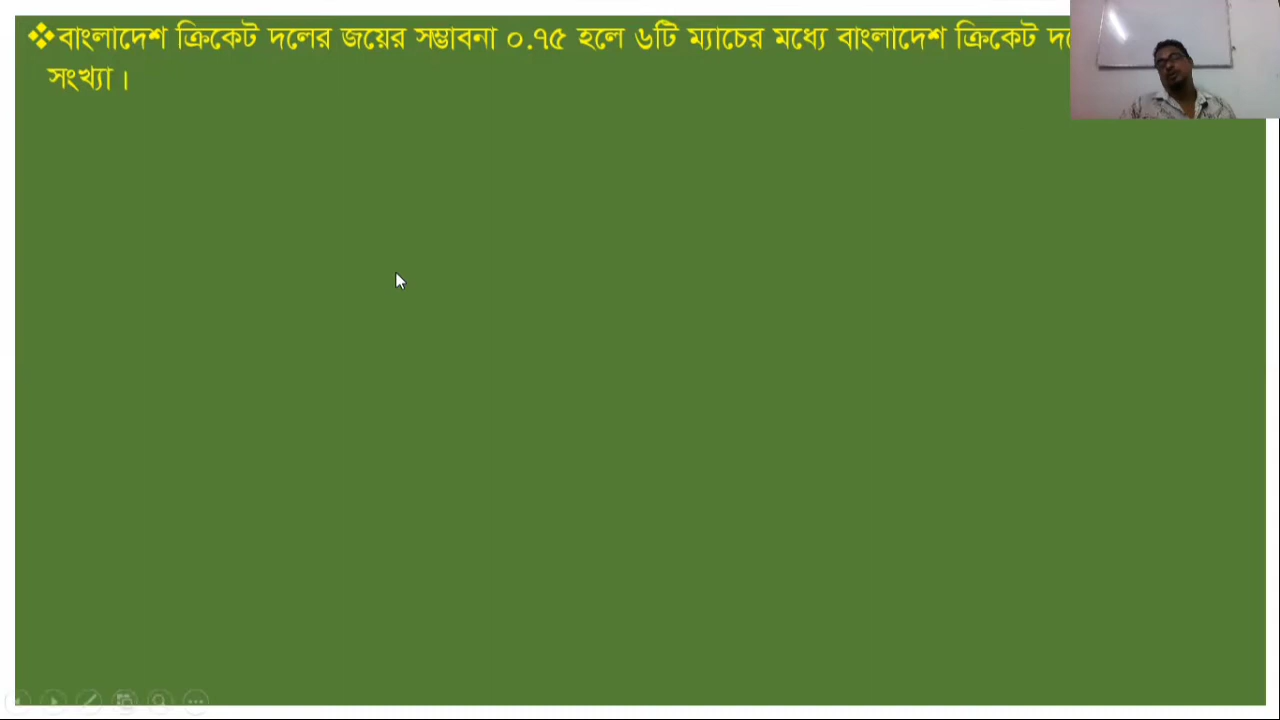 ❖বাংলাদেশ ক্রিকেট দলের জয়ের সম্ভাবনা ০.৭৫ হলে ৬টি ম্যাচের মধ্যে বাংলাদেশ ক্রিকেট
সংখ্যা।